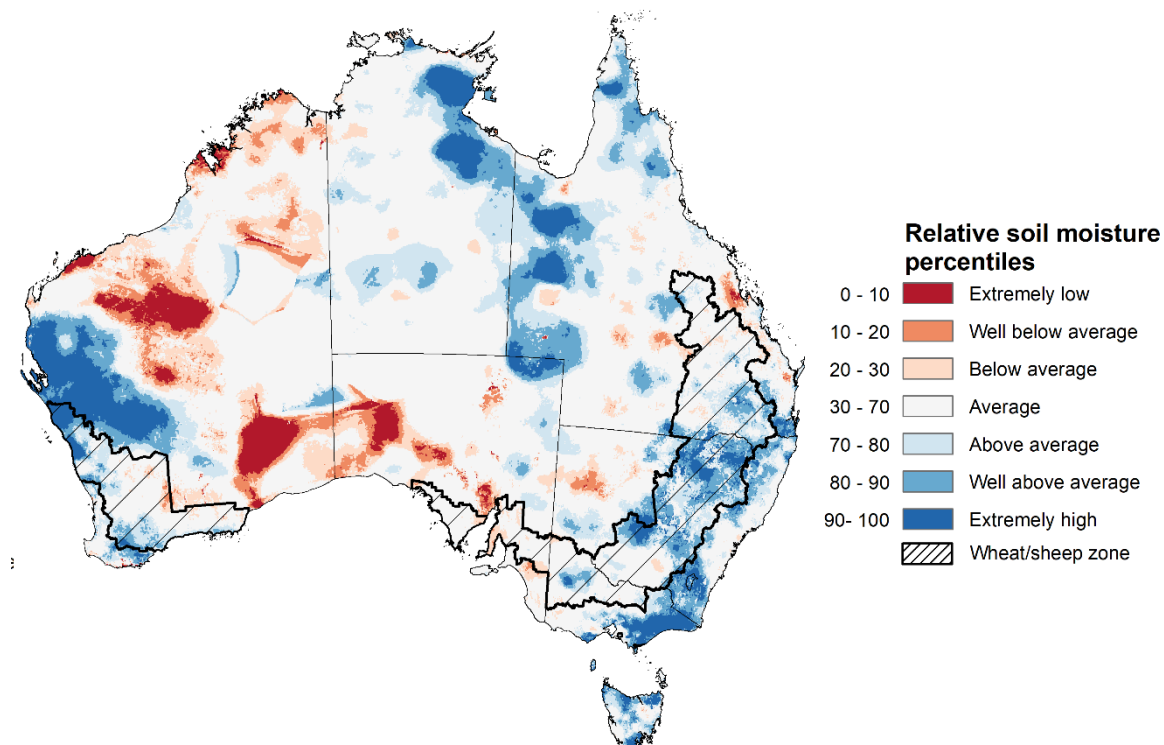 Relative soil moisture
percentiles
0 - 10 Extremely low
10 - 20 Well below average
20 - 30 Below average
30 - 70 Average
70 - 80 Above average
80 - 90 Well above average
90- 100 Extremely high
Wheat/sheep zone